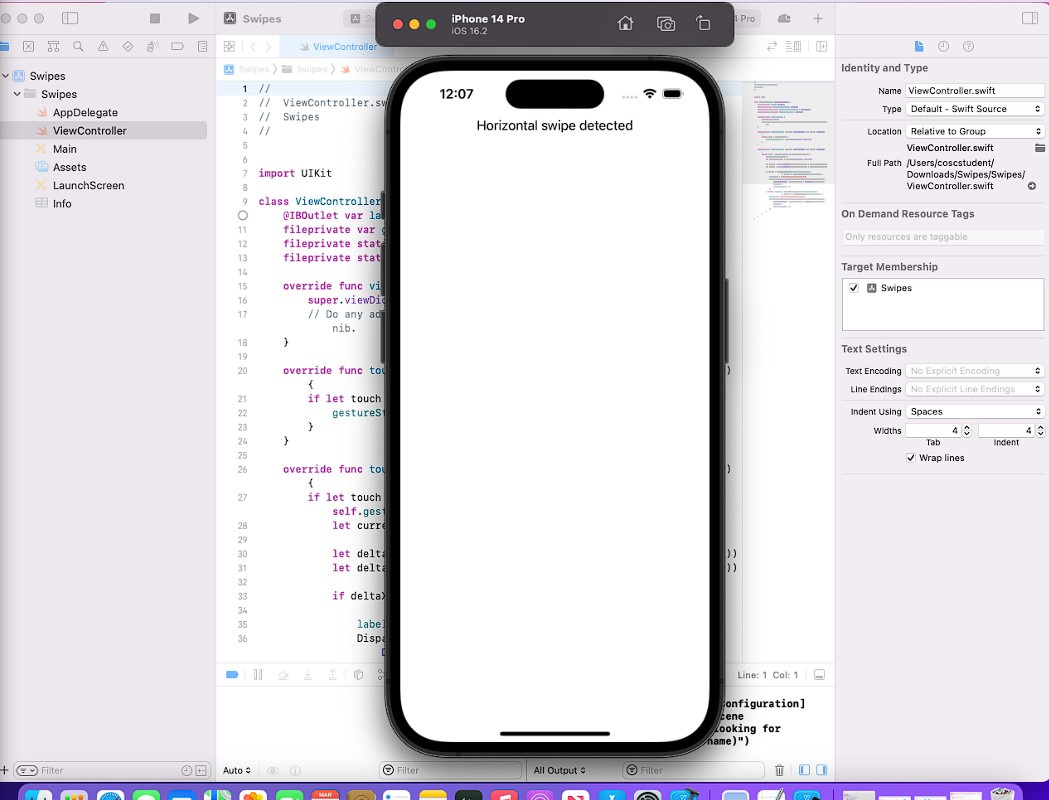 Swipes
Sw
iPhone 14 Pro
iOS 16.2
4 Pro
ViewController
Swipes
Swipes
ViewContr
Swipes
Swipes
AppDelegate
ViewController
Main
Assets
LaunchScreen
Info
1 //
2 // ViewController.sw
3 // Swipes
4 //
5
6
7 import UIKit
8
9 class ViewController
@IBOutlet var la
11 fileprivate var g
12 fileprivate stat
13 fileprivate stat
14
15 override func vi
16 super.viewDid
17 // Do any ad
nib.
18 }
19
20 override func tou )
{
21 if let touch
22 gestureSt
23 }
24 }
25
26 override func tou )
{
27 if let touch
self.gest
28 let curre
29
30 let delta ))
31 let delta ))
32
33 if deltaX
34
35 labe
36 Dispa
D
12:07
Horizontal swipe detected
Line: 1 Col: 1
Configuration]
cene
looking for
name)")
Filter
Auto
Filter
All Output
Filter
Identity and Type
Name ViewController.swift
Type Default - Swift Source
Location Relative to Group
ViewController.swift
Full Path /Users/coscstudent/
Downloads/Swipes/Swipes/
ViewController.swift
On Demand Resource Tags
Only resources are taggable
Target Membership
Swipes
Text Settings
Text Encoding No Explicit Encoding
Line Endings No Explicit Line Endings
Indent Using Spaces
Widths 4 4
Tab Indent
Wrap lines
MAR